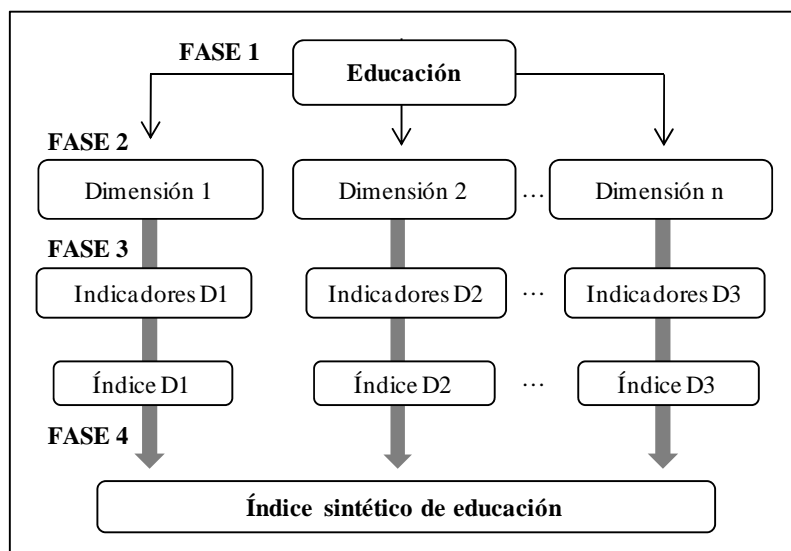 FASE 1
Educación
FASE 2
Dimensión 1
Dimensión 2
...
Dimensión n
FASE 3
Indicadores D1
Indicadores D2
...
Indicadores D3
Índice D1
Índice D2
...
Índice D3
FASE 4
Índice sintético de educación